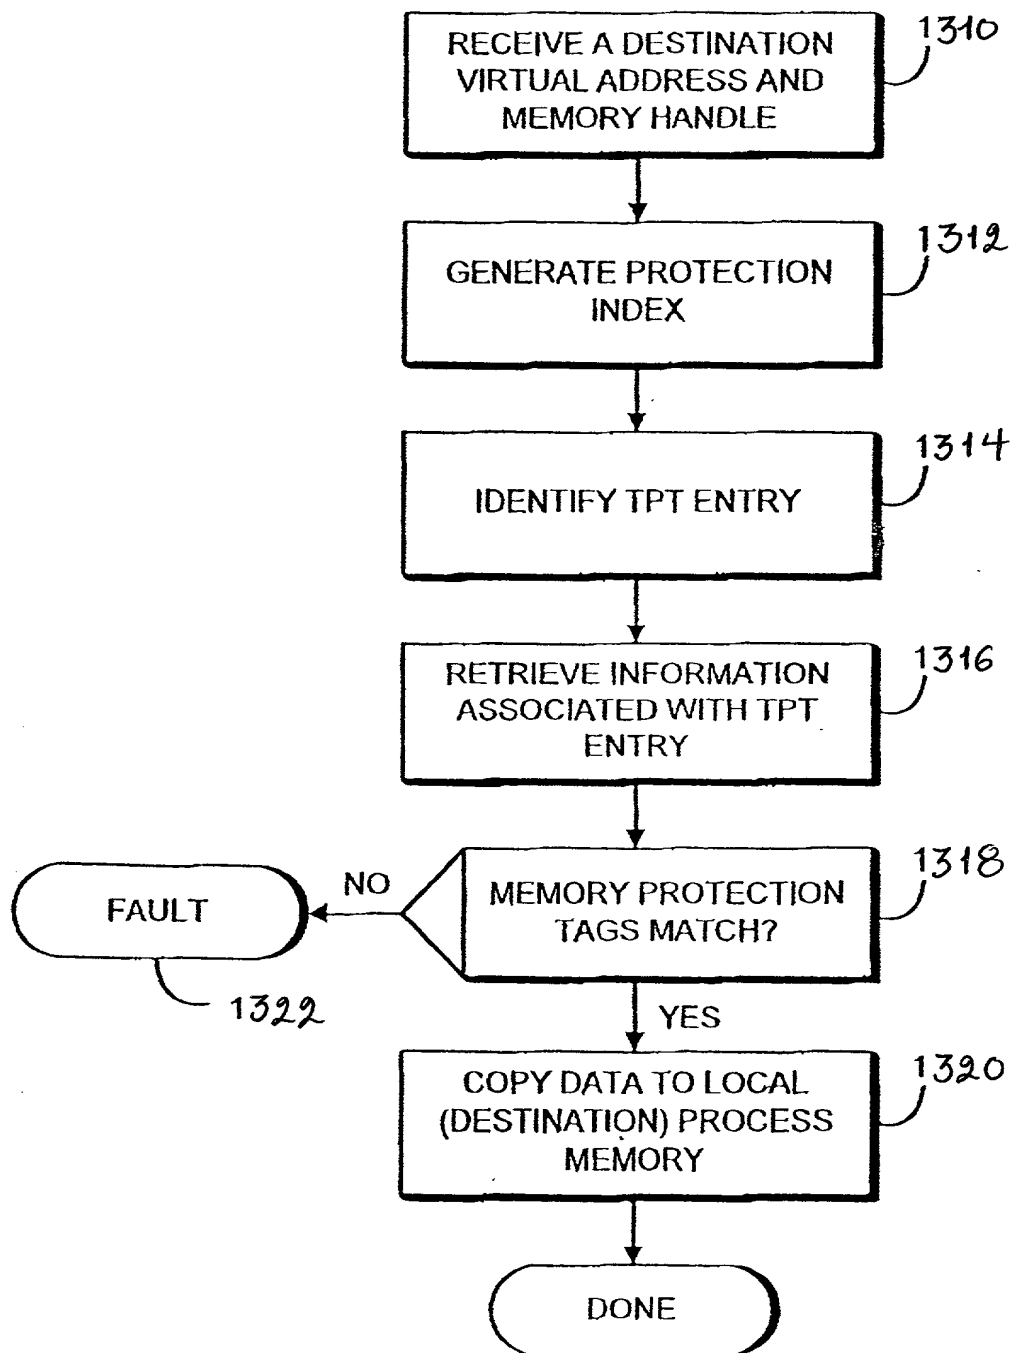 RECEIVE A DESTINATION
VIRTUAL ADDRESS AND
MEMORY HANDLE
1310
GENERATE PROTECTION
INDEX
1312
IDENTIFY TPT ENTRY
1314
RETRIEVE INFORMATION
ASSOCIATED WITH TPT
ENTRY
1316
MEMORY PROTECTION
TAGS MATCH?
1318
NO
FAULT
1322
YES
COPY DATA TO LOCAL
(DESTINATION) PROCESS
MEMORY
1320
DONE